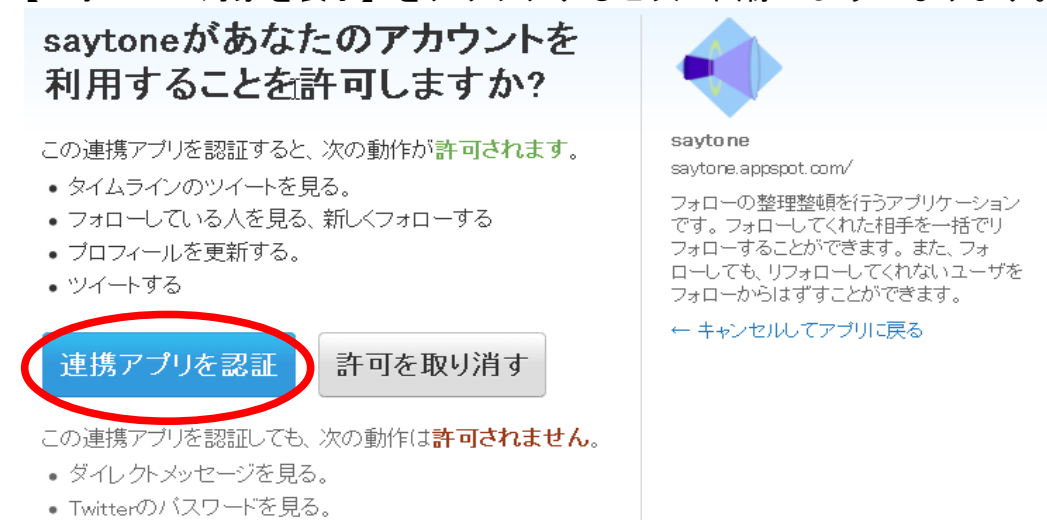 saytoneがあなたのアカウントを
利用することを許可しますか?
この連携アプリを認証すると、次の動作が許可されます。
• タイムラインのツイートを見る。
• フォローしている人を見る、新しくフォローする
• プロフィールを更新する。
• ツイートする
連携アプリを認証
許可を取り消す
この連携アプリを認証しても、次の動作は許可されません。
• ダイレクトメッセージを見る。
• Twitterのパスワードを見る。
saytone
saytone.appspot.com/
フォローの整理整頓を行うアプリケーション
です。フォローしてくれた相手を一括でリ
フォローすることができます。また、フォ
ローしても、リフォローしてくれないユーザを
フォローからはずすことができます。
← キャンセルしてアプリに戻る